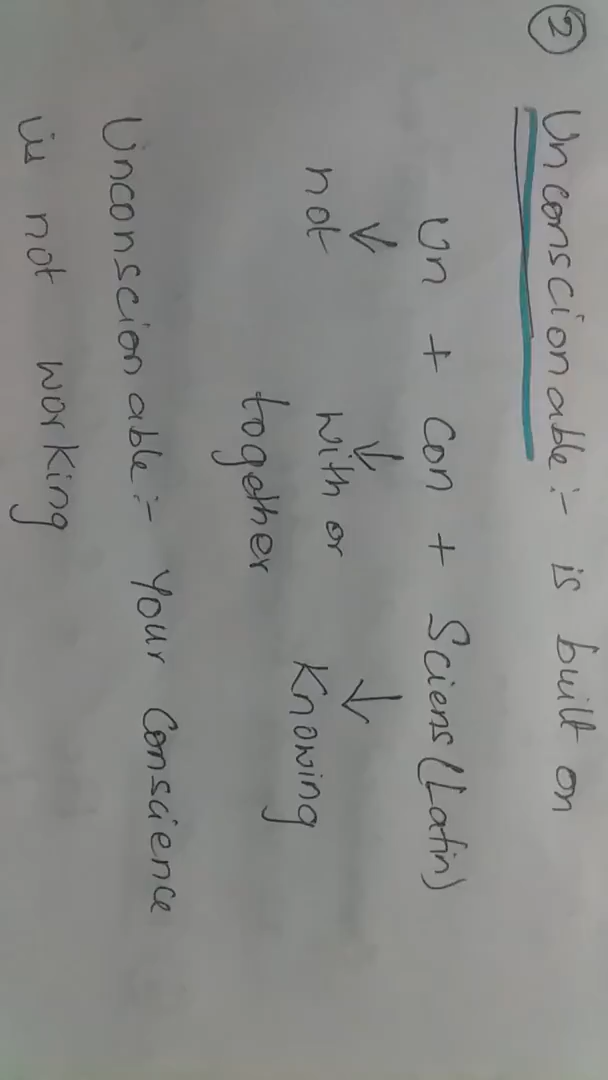 ② Unconscionable :- is built on
Un + Con + Sciens (Latin)
↓ ↓ ↓
not with or Knowing
together
Unconscionable :- Your Conscience
is not working